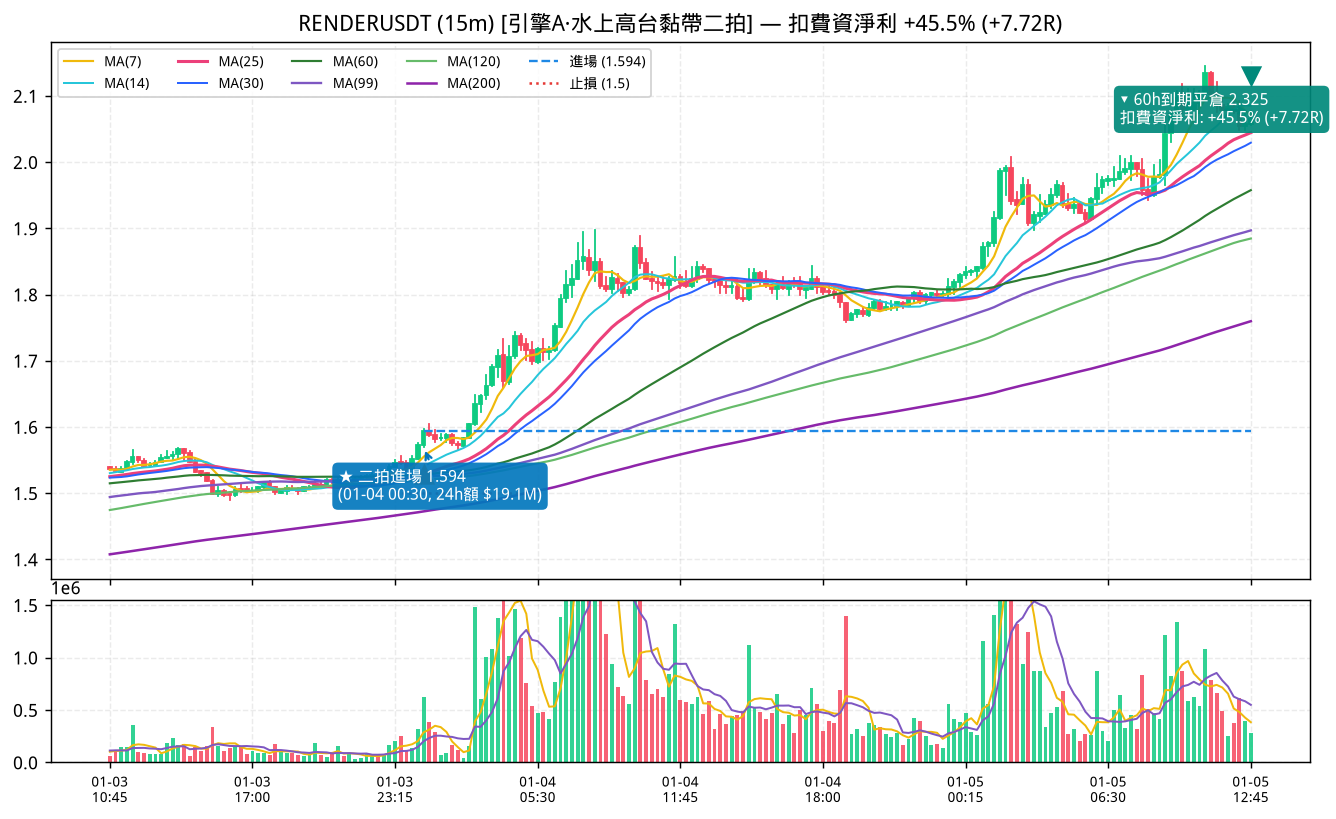 RENDERUSDT (15m) [引擎A·水上高台黏帶二拍] — 扣費資淨利 +45.5% (+7.72R)
MA(7) MA(25) MA(60) MA(120) 進場 (1.594)
MA(14) MA(30) MA(99) MA(200) 止損 (1.5)
▼ 60h到期平倉 2.325
扣費資淨利: +45.5% (+7.72R)
2.1
2.0
1.9
1.8
1.7
1.6
1.5
1.4
★ 二拍進場 1.594
(01-04 00:30, 24h額 $19.1M)
1e6
1.5
1.0
0.5
0.0
01-03 01-03 01-03 01-04 01-04 01-04 01-05 01-05 01-05
10:45 17:00 23:15 05:30 11:45 18:00 00:15 06:30 12:45